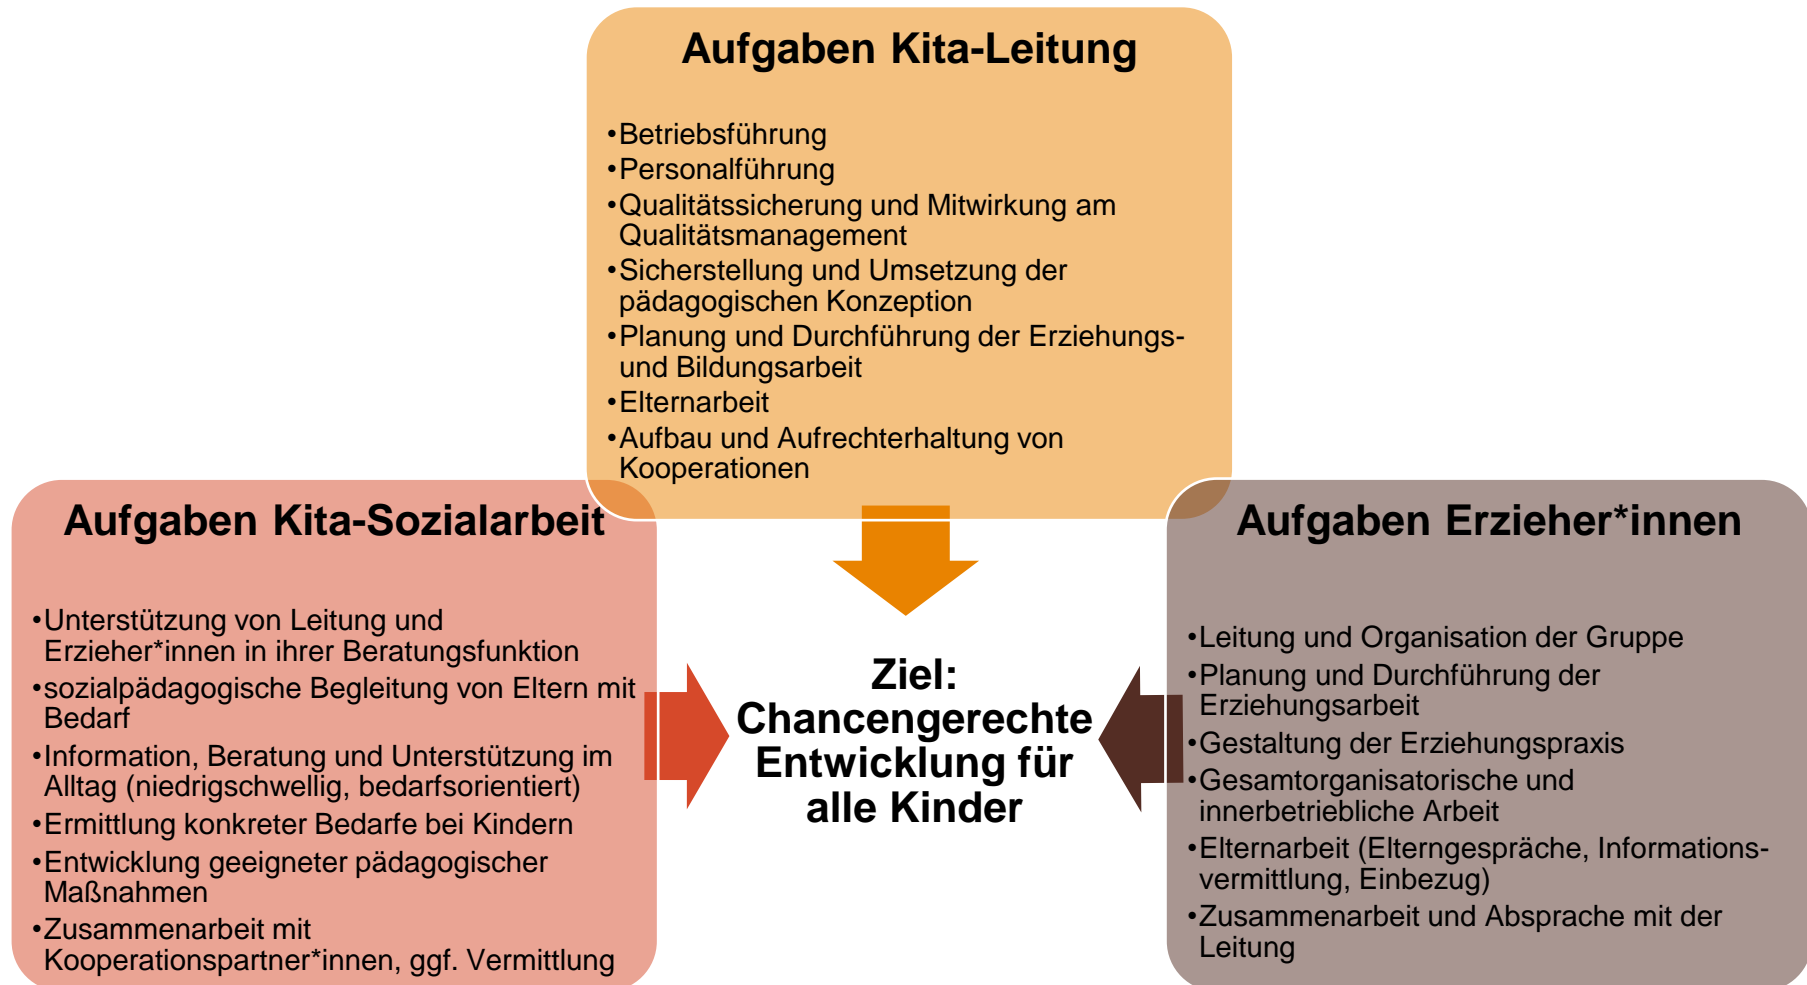 Aufgaben Kita-Leitung
•Betriebsführung
•Personalführung
•Qualitätssicherung und Mitwirkung am
Qualitätsmanagement
•Sicherstellung und Umsetzung der
pädagogischen Konzeption
•Planung und Durchführung der Erziehungs-
und Bildungsarbeit
•Elternarbeit
•Aufbau und Aufrechterhaltung von
Kooperationen
Aufgaben Kita-Sozialarbeit
•Unterstützung von Leitung und
Erzieher*innen in ihrer Beratungsfunktion
•sozialpädagogische Begleitung von Eltern mit
Bedarf
•Information, Beratung und Unterstützung im
Alltag (niedrigschwellig, bedarfsorientiert)
•Ermittlung konkreter Bedarfe bei Kindern
•Entwicklung geeigneter pädagogischer
Maßnahmen
•Zusammenarbeit mit
Kooperationspartner*innen, ggf. Vermittlung
Ziel:
Chancengerechte
Entwicklung für
alle Kinder
Aufgaben Erzieher*innen
•Leitung und Organisation der Gruppe
•Planung und Durchführung der
Erziehungsarbeit
•Gestaltung der Erziehungspraxis
•Gesamtorganisatorische und
innerbetriebliche Arbeit
•Elternarbeit (Elterngespräche, Informations-
vermittlung, Einbezug)
•Zusammenarbeit und Absprache mit der
Leitung